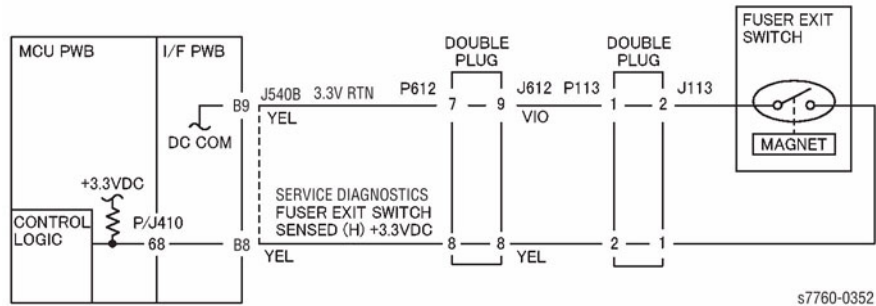 FUSER EXIT
SWITCH
MCU PWB
I/F PWB
DOUBLE
PLUG
DOUBLE
PLUG
B9
J540B
3.3V RTN
P612
7
9
J612
P113
1
2
J113
YEL
VIO
DC COM
MAGNET
+3.3VDC
SERVICE DIAGNOSTICS
FUSER EXIT SWITCH
SENSED (H) +3.3VDC
CONTROL
LOGIC
P/J410
68
B8
8
8
2
1
YEL
YEL
s7760-0352